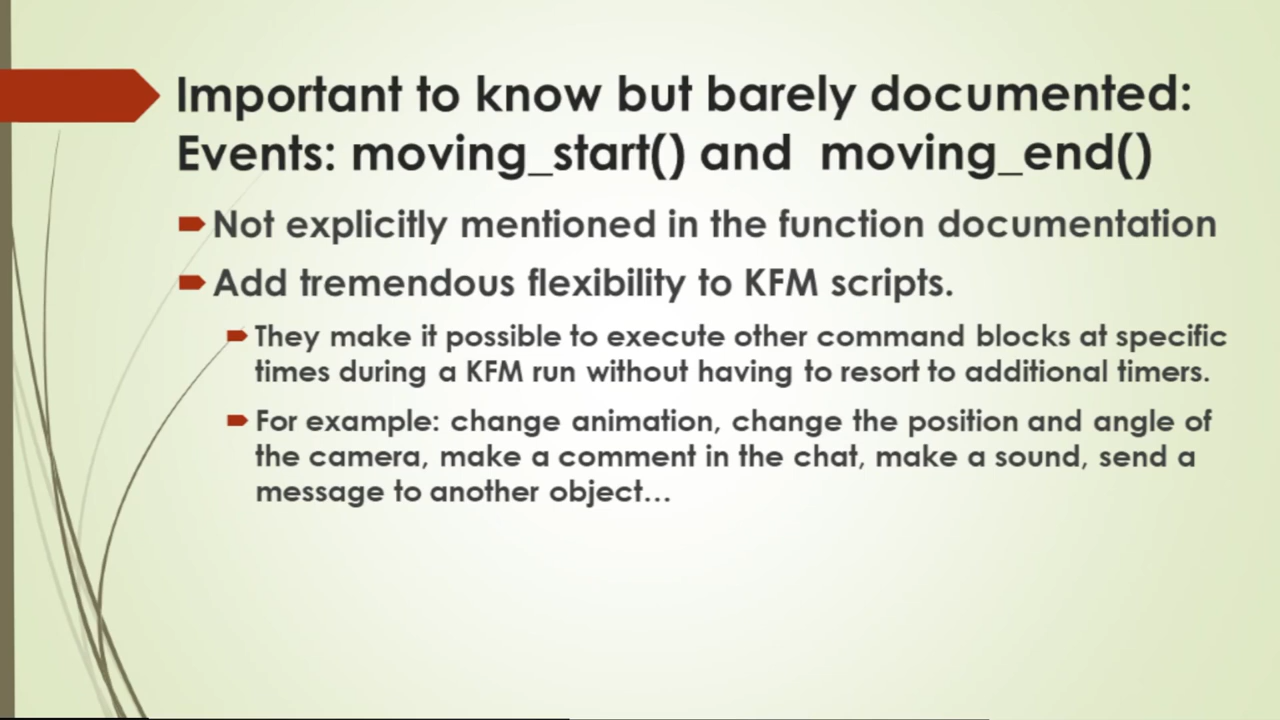 Important to know but barely documented:
Events: moving_start() and  moving_end()
Not explicitly mentioned in the function documentation
Add tremendous flexibility to KFM scripts.
They make it possible to execute other command blocks at specific
times during a KFM run without having to resort to additional timers.
For example: change animation, change the position and angle of
the camera, make a comment in the chat, make a sound, send a
message to another object…